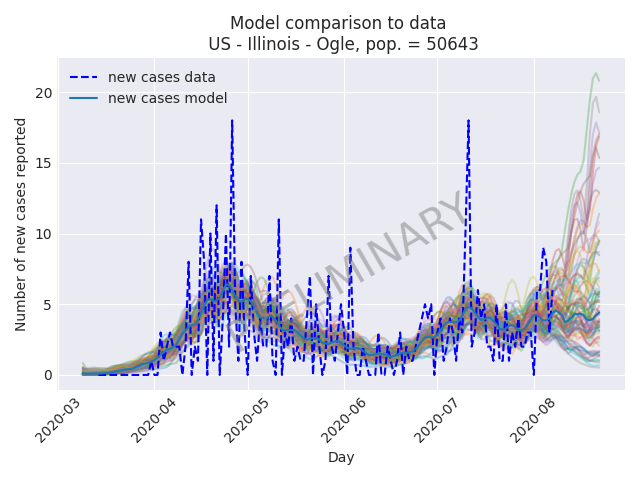 Model comparison to data
US - Illinois - Ogle, pop. = 50643
new cases data
new cases model
Number of new cases reported
20
15
10
5
0
2020-03
2020-04
2020-05
2020-06
2020-07
2020-08
Day